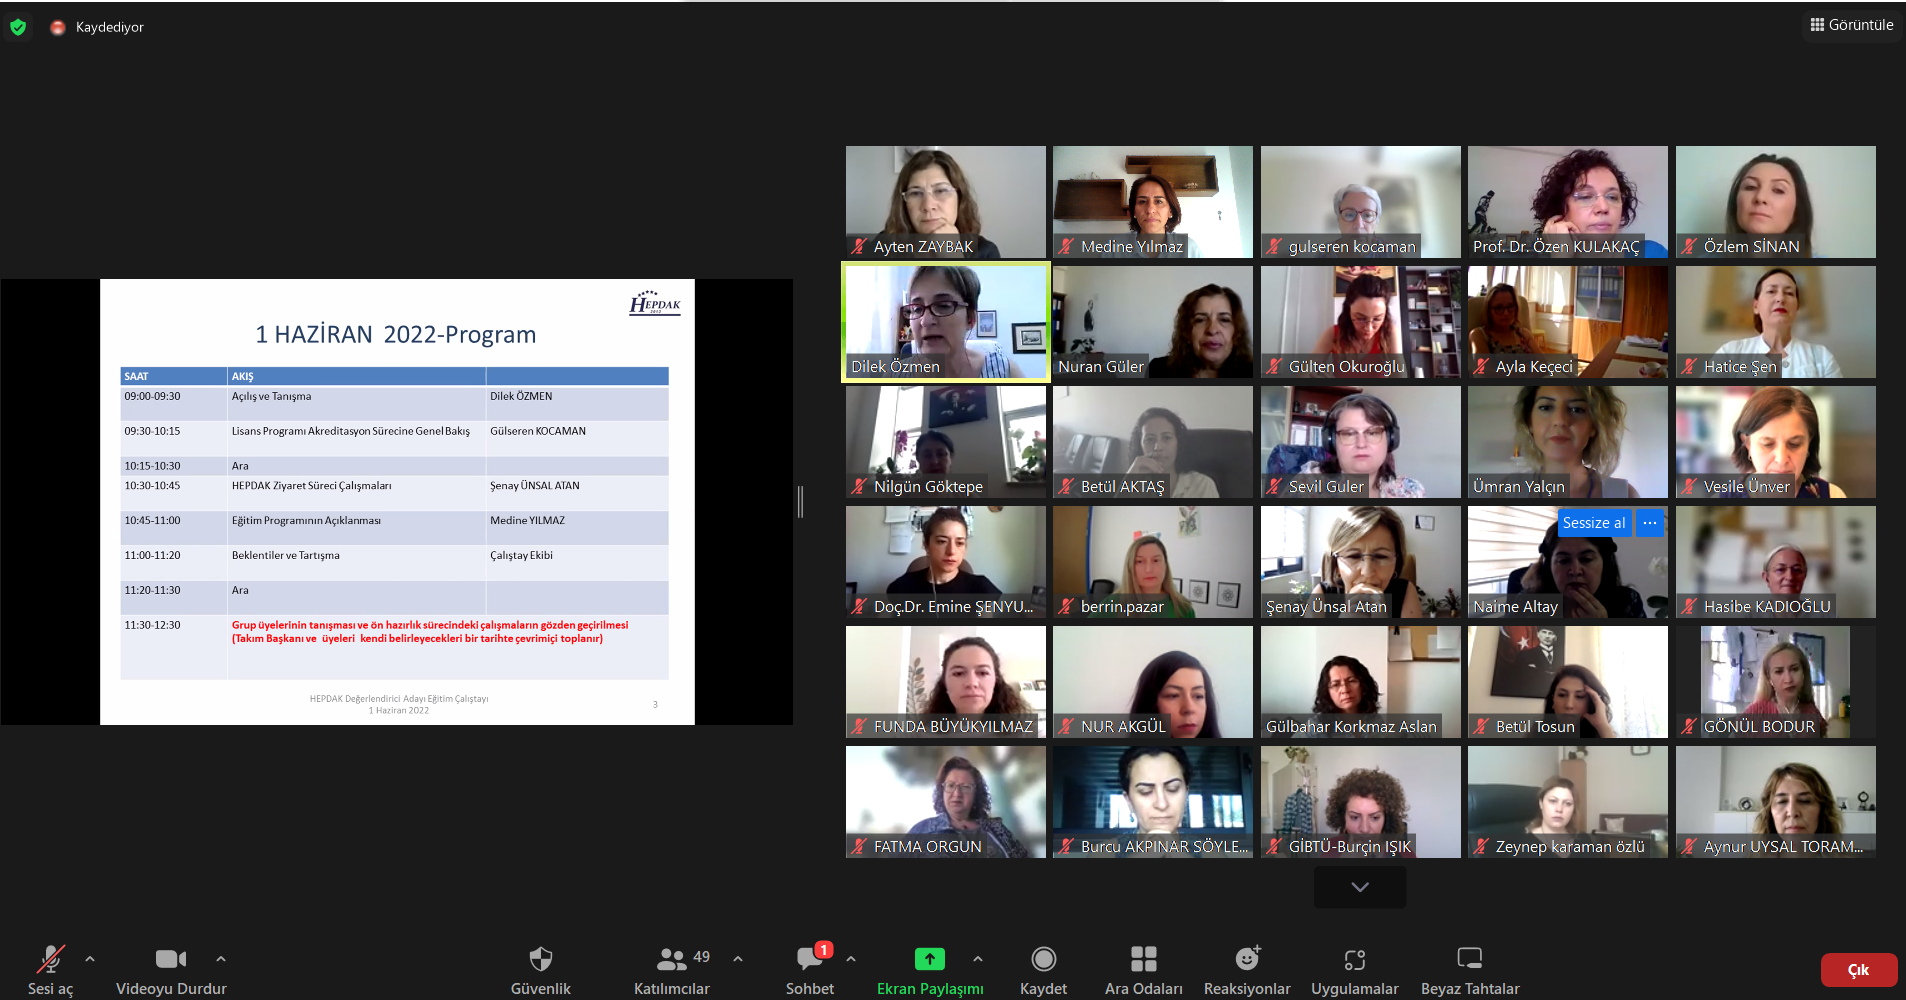 Kaydediyor
Görüntüle
HEPDAK
1 HAZİRAN 2022-Program
SAAT AKIŞ
09:00-09:30 Açılış ve Tanışma Dilek ÖZMEN
09:30-10:15 Lisans Programı Akreditasyon Sürecine Genel Bakış Gülseren KOCAMAN
10:15-10:30 Ara
10:30-10:45 HEPDAK Ziyaret Süreci Çalışmaları Şenay ÜNSAL ATAN
10:45-11:00 Eğitim Programının Açıklanması Medine YILMAZ
11:00-11:20 Beklentiler ve Tartışma Çalıştay Ekibi
11:20-11:30 Ara
11:30-12:30 Grup üyelerinin tanışması ve ön hazırlık sürecindeki çalışmaların gözden geçirilmesi
(Takım Başkanı ve üyeleri kendi belirleyecekleri bir tarihte çevrimiçi toplanır)
HEPDAK Değerlendirici Adayı Eğitim Çalıştayı
1 Haziran 2022
3
Ayten ZAYBAK
Medine Yılmaz
gulseren kocaman
Prof. Dr. Özen KULAKAÇ
Özlem SİNAN
Dilek Özmen
Nuran Güler
Gülten Okuroğlu
Ayla Keçeci
Hatice Şen
Nilgün Göktepe
Betül AKTAŞ
Sevil Guler
Ümran Yalçın
Vesile Ünver
Sessize al ...
Doç.Dr. Emine ŞENYU...
berrin.pazar
Şenay Ünsal Atan
Naime Altay
Hasibe KADIOĞLU
FUNDA BÜYÜKYILMAZ
NUR AKGÜL
Gülbahar Korkmaz Aslan
Betül Tosun
GÖNÜL BODUR
FATMA ORGUN
Burcu AKPINAR SÖYLE...
GİBTÜ-Burçin IŞIK
Zeynep karaman özlü
Aynur UYSAL TORAM...
49
1
Sesi aç
Videoyu Durdur
Güvenlik
Katılımcılar
Sohbet
Ekran Paylaşımı
Kaydet
Ara Odaları
Reaksiyonlar
Uygulamalar
Beyaz Tahtalar
Çık